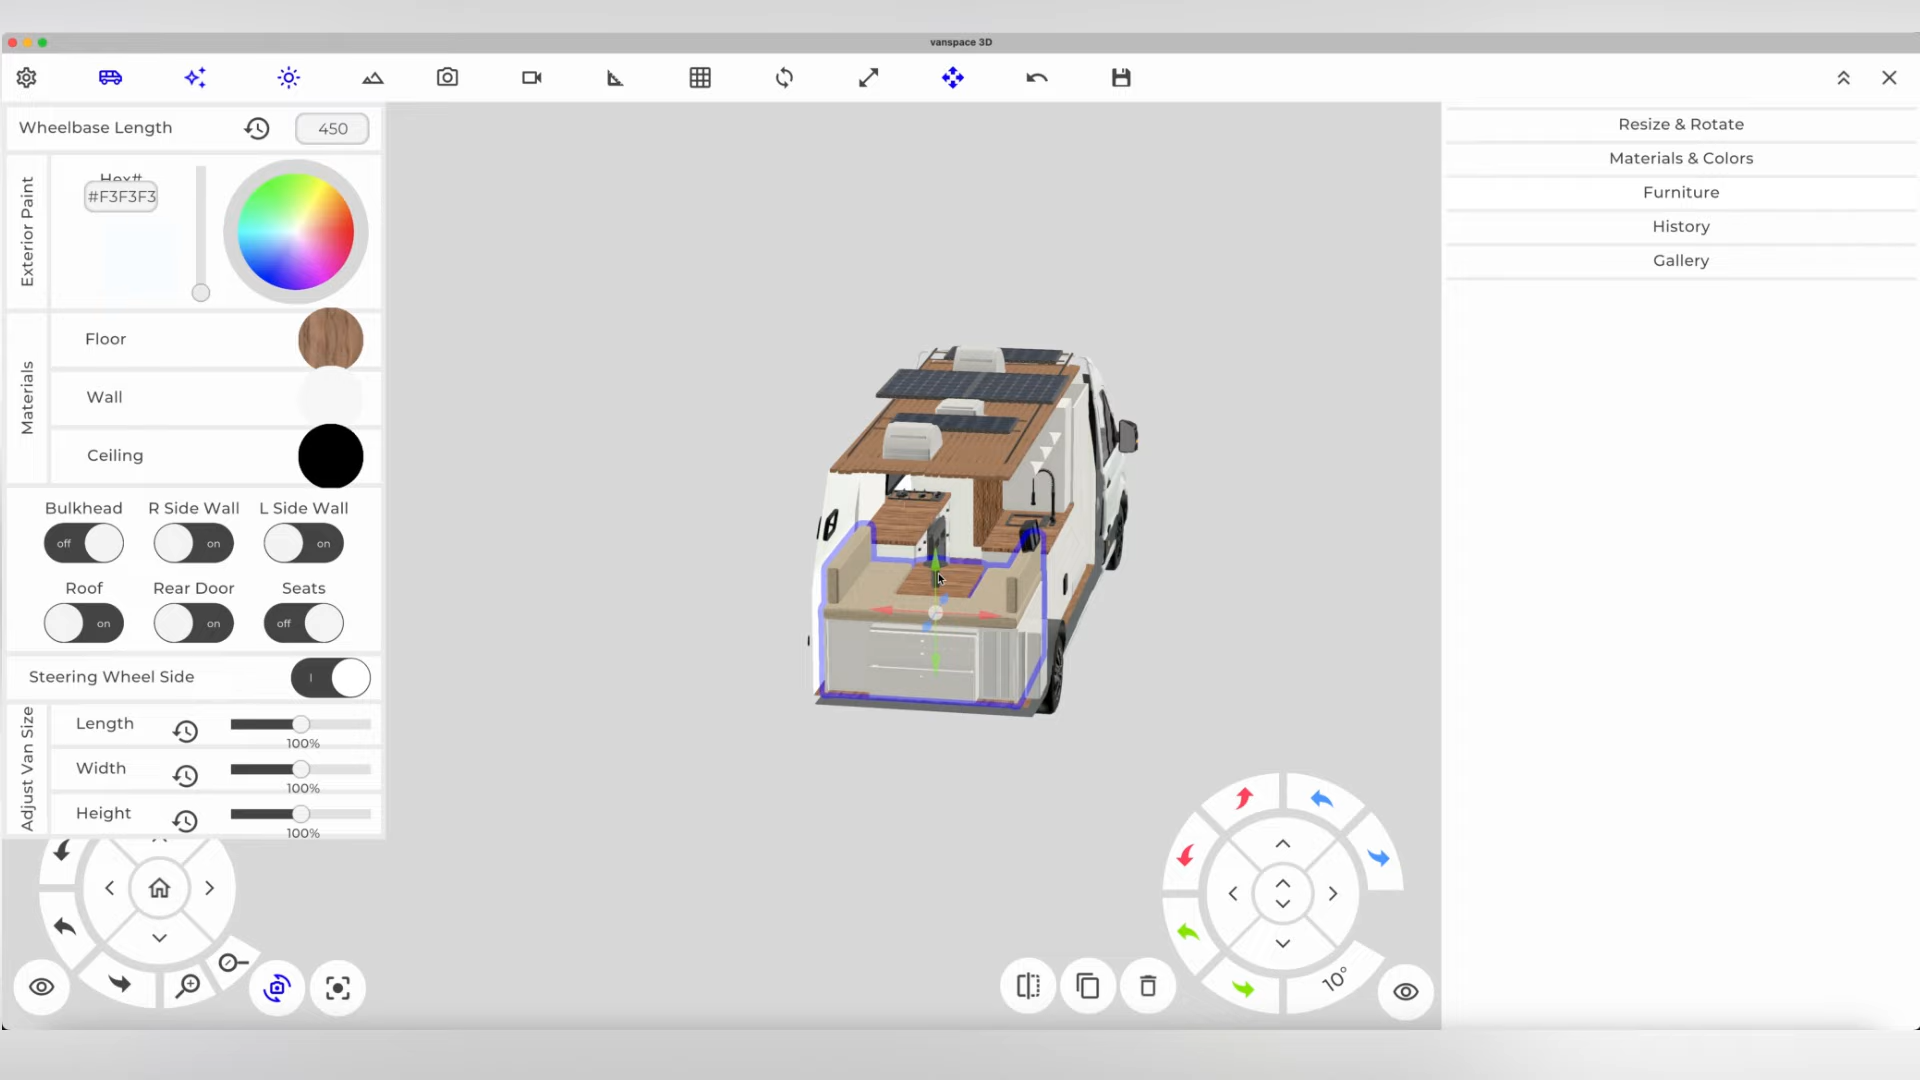 vanspace 3D
Wheelbase Length
450
Exterior Paint
Hex#
#F3F3F3
Materials
Floor
Wall
Ceiling
Bulkhead
R Side Wall
L Side Wall
off
on
on
Roof
Rear Door
Seats
on
on
off
Steering Wheel Side
Adjust Van Size
Length
100%
Width
100%
Height
100%
Resize & Rotate
Materials & Colors
Furniture
History
Gallery
10°